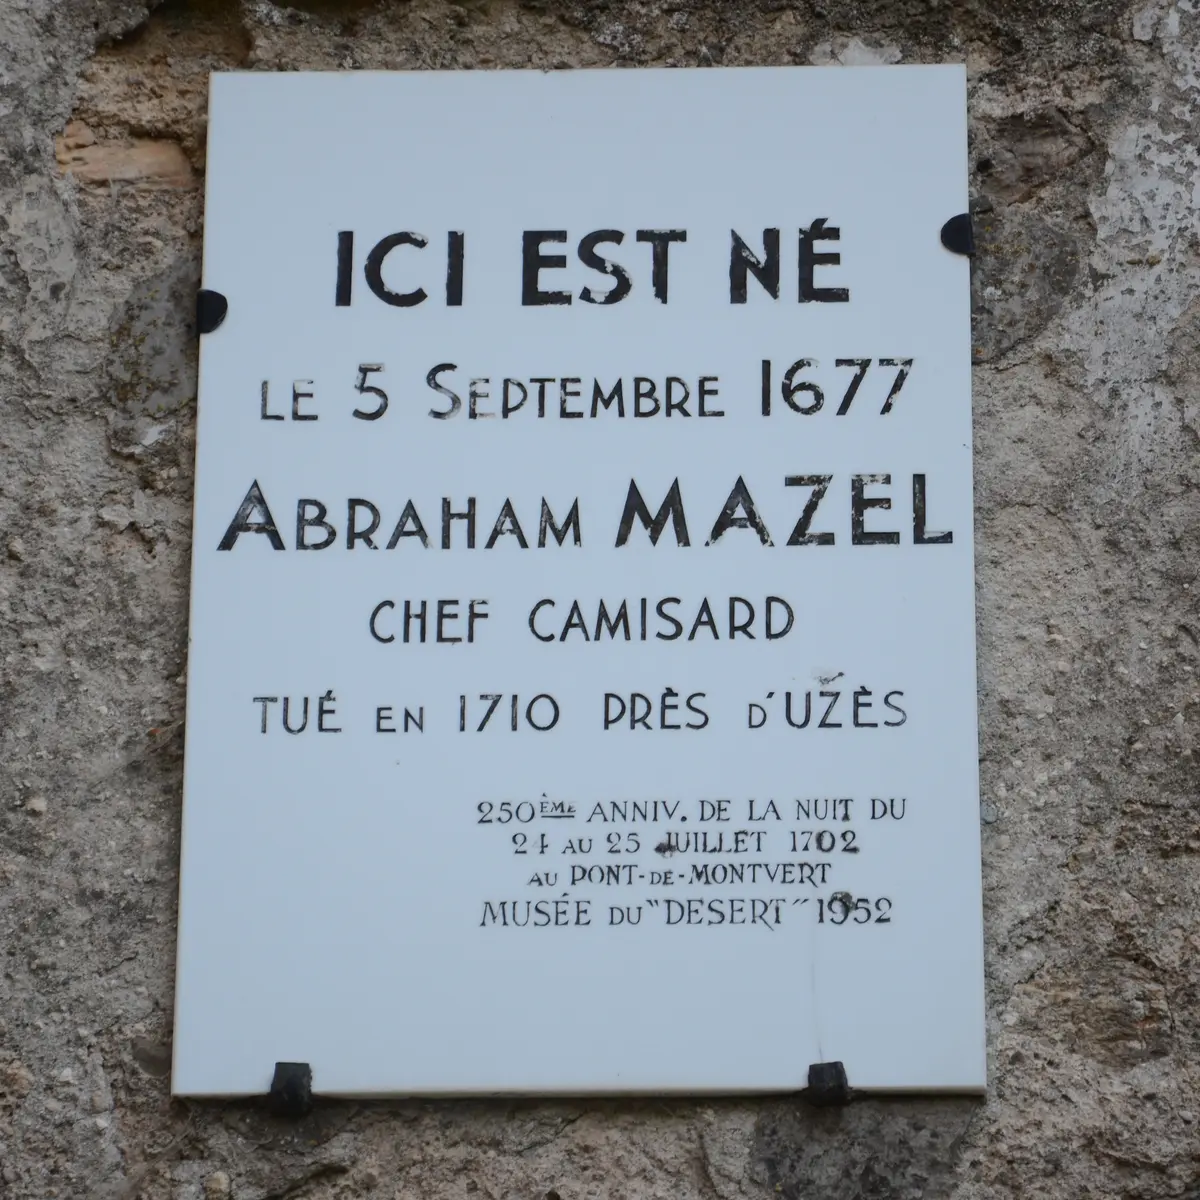 ICI EST NÉ
LE 5 SEPTEMBRE 1677
ABRAHAM MAZEL
CHEF CAMISARD
TUÉ EN 1710 PRÈS D'UZÈS
250ÈME ANNIV. DE LA NUIT DU
24 AU 25 JUILLET 1702
AU PONT-DE-MONTVERT
MUSÉE DU "DESERT" 1952